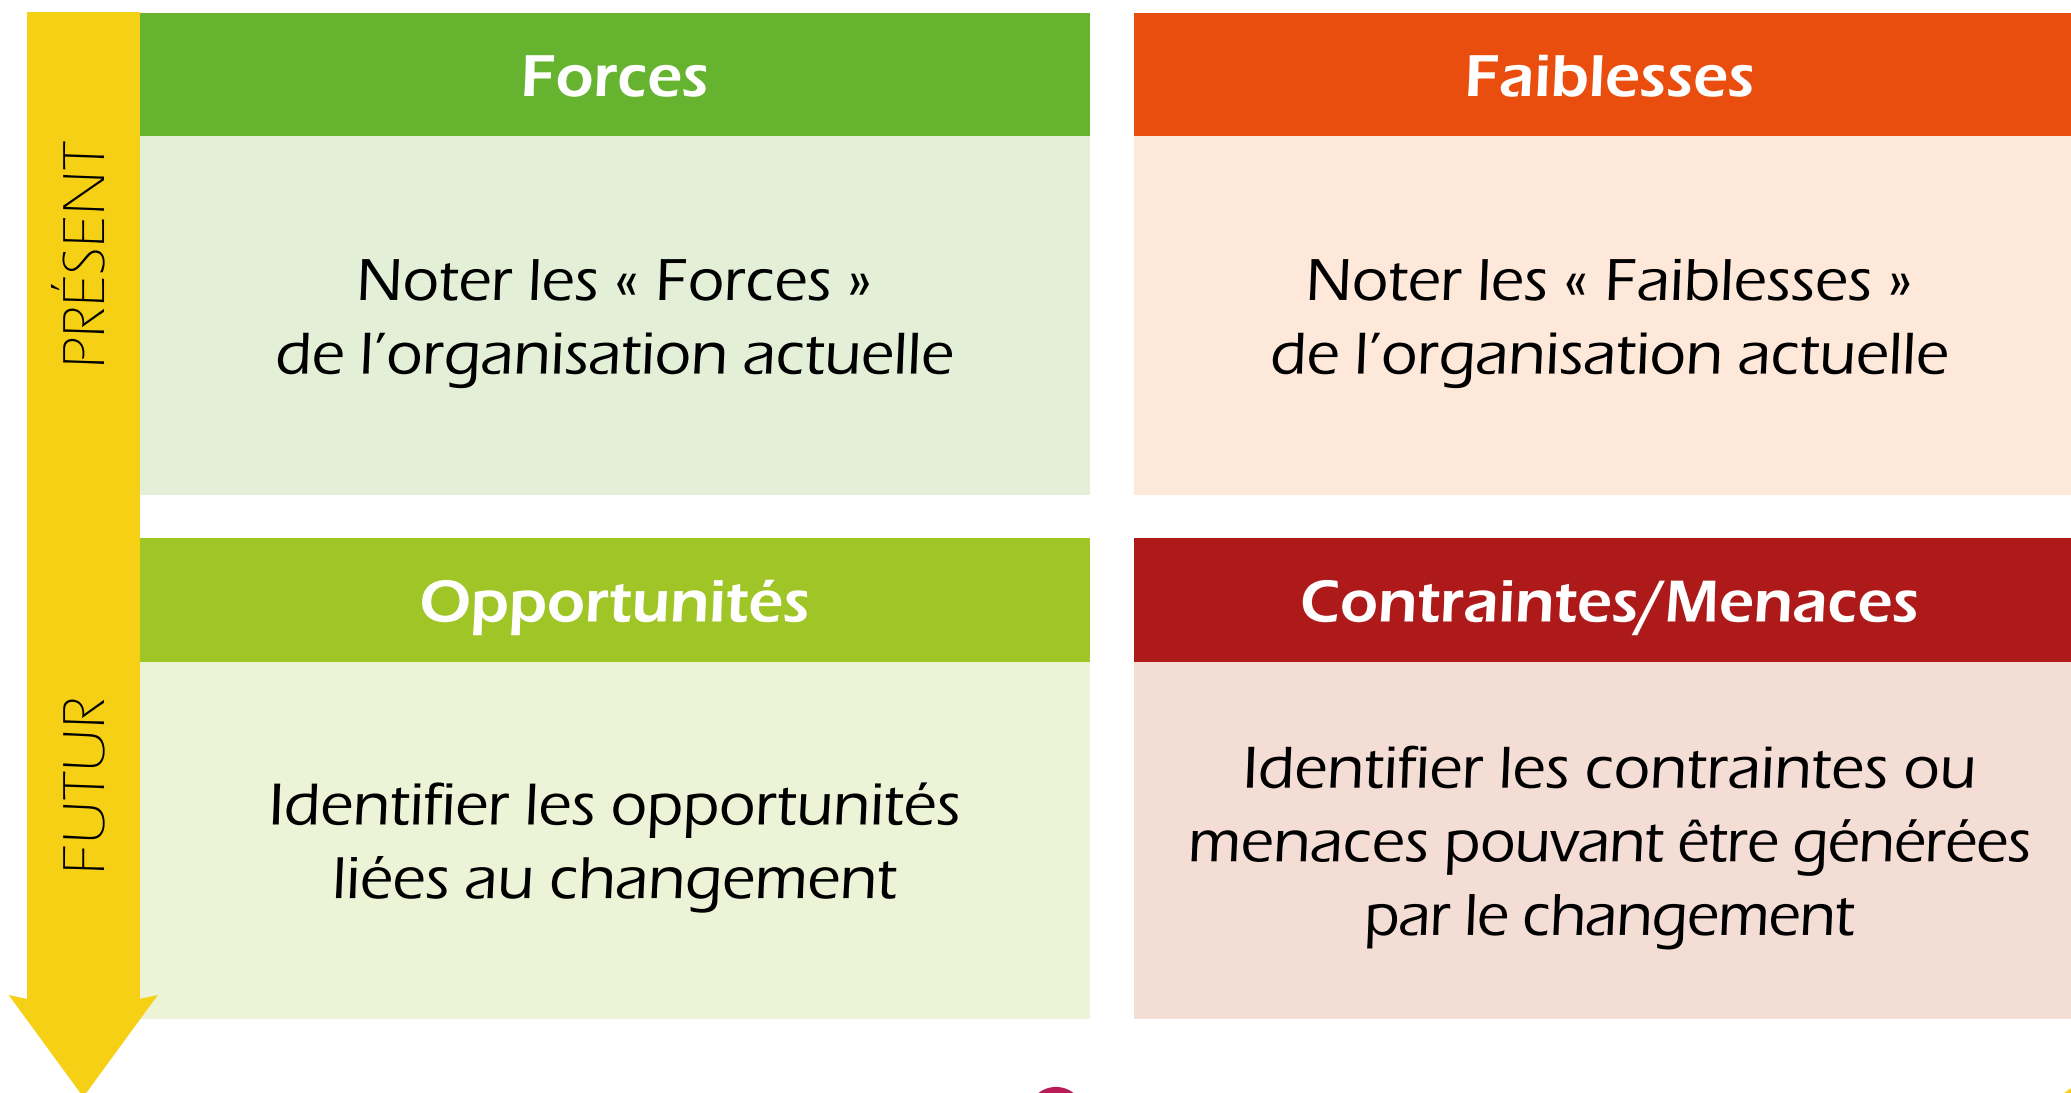 PRÉSENT
Forces
Noter les « Forces »
de l’organisation actuelle
Faiblesses
Noter les « Faiblesses »
de l’organisation actuelle
FUTUR
Opportunités
Identifier les opportunités
liées au changement
Contraintes/Menaces
Identifier les contraintes ou
menaces pouvant être générées
par le changement